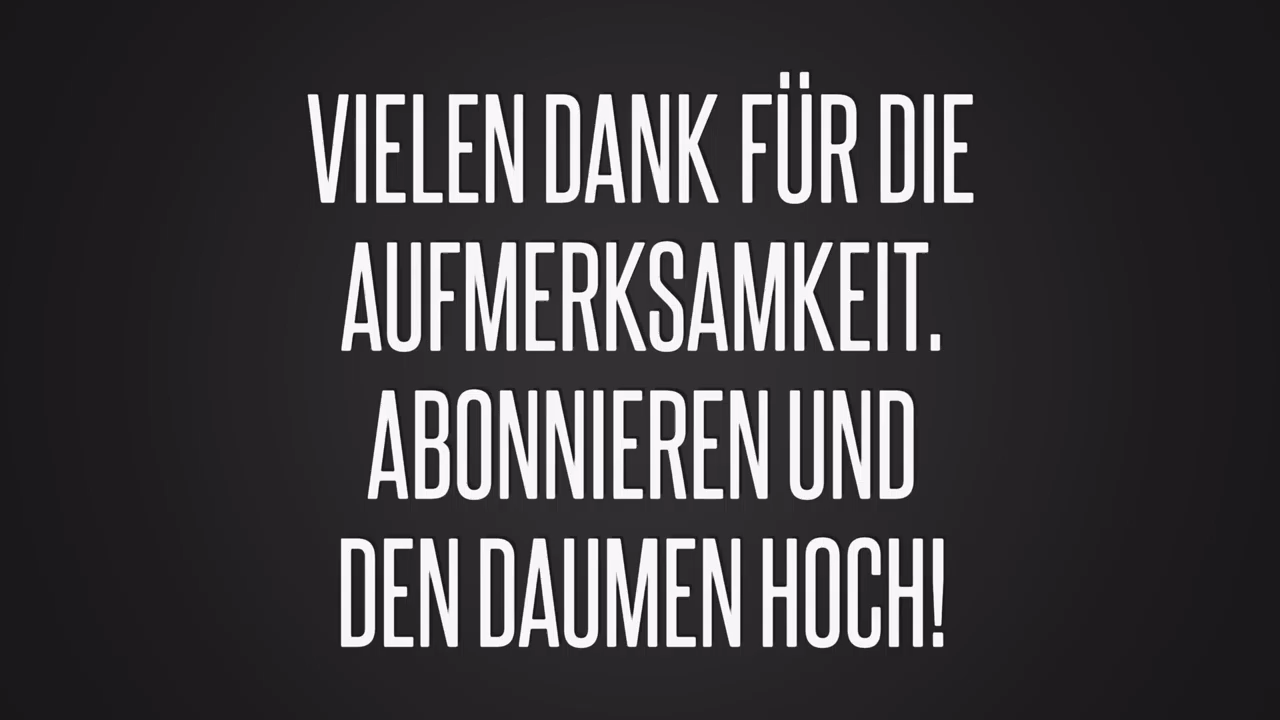 VIELEN DANK FÜR DIE
AUFMERKSAMKEIT.
ABONNIEREN UND
DEN DAUMEN HOCH!